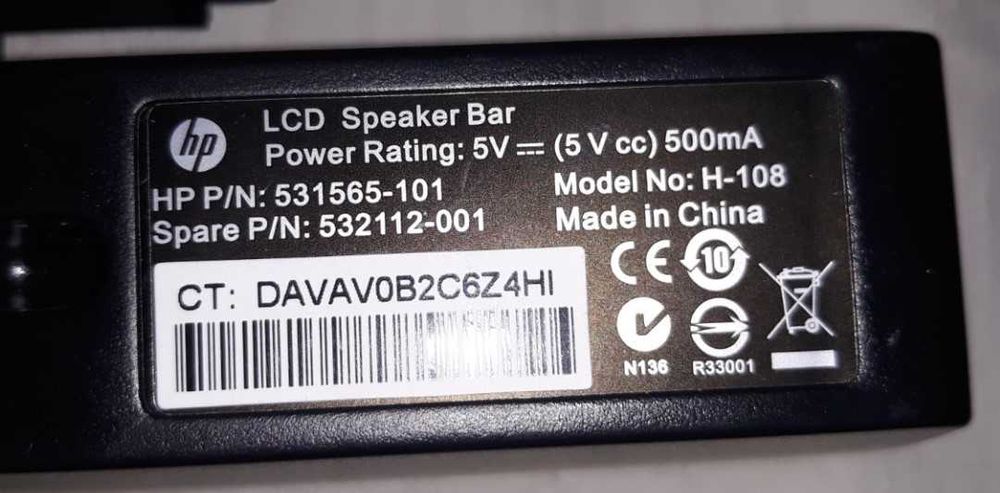 hp
LCD Speaker Bar
Power Rating: 5V ⎓ (5 V cc) 500mA
HP P/N: 531565-101
Model No: H-108
Spare P/N: 532112-001
Made in China
CT: DAVAV0B2C6Z4HI
CE
10
N136
R33001